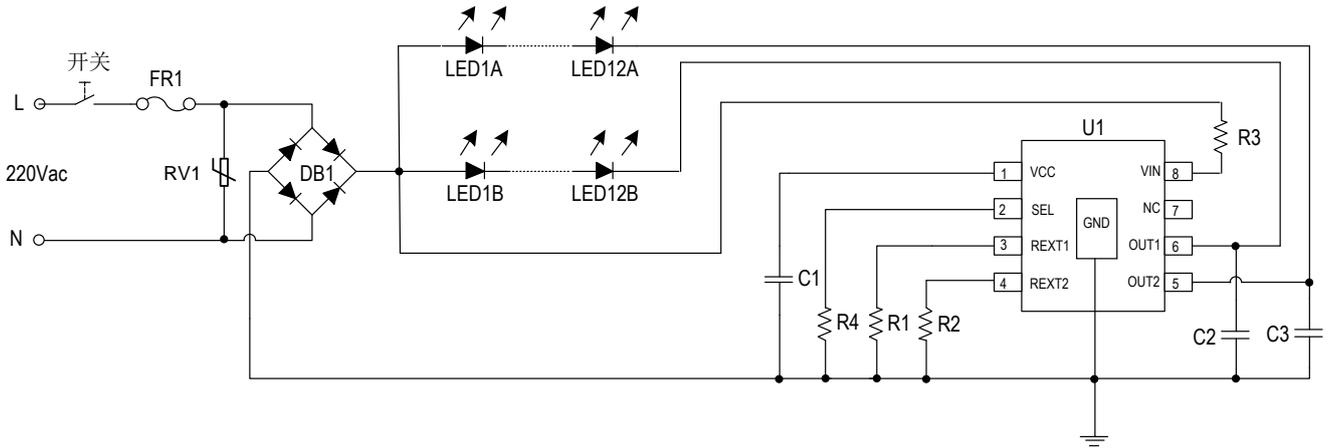 开关
L
FR1
220Vac
RV1
DB1
N
LED1A
LED12A
LED1B
LED12B
U1
R3
1
VCC
VIN
8
2
SEL
NC
7
GND
3
REXT1
OUT1
6
4
REXT2
OUT2
5
C1
R4
R1
R2
C2
C3